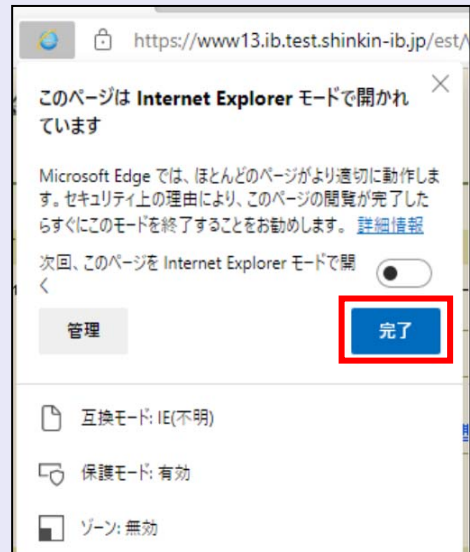 https://www13.ib.test.shinkin-ib.jp/est/
このページは Internet Explorer モードで開かれ
ています
Microsoft Edge では、ほとんどのページがより適切に動作しま
す。セキュリティ上の理由により、このページの閲覧が完了した
らすぐにこのモードを終了することをお勧めします。 詳細情報
次回、このページを Internet Explorer モードで開
く
管理
完了
互換モード: IE(不明)
保護モード: 有効
ゾーン: 無効